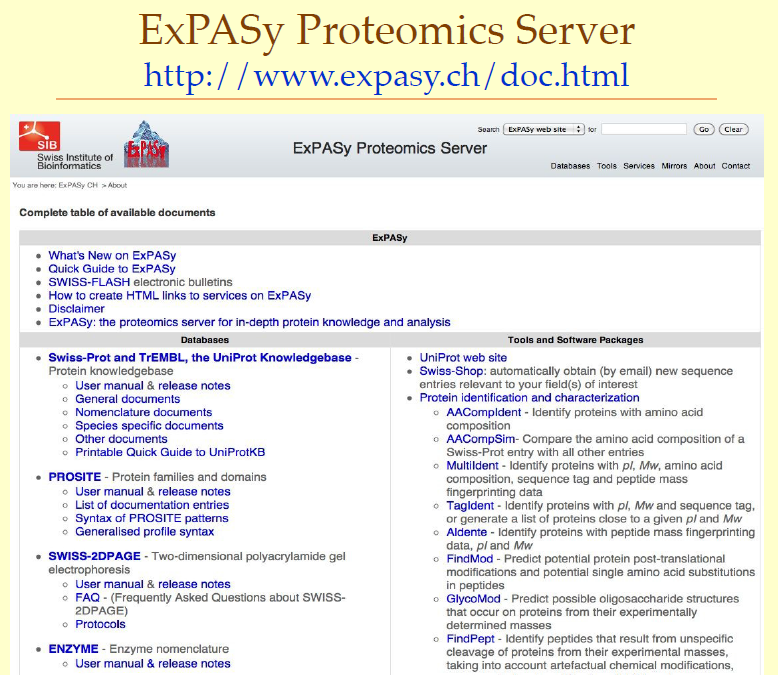 ExPASy Proteomics Server
http://www.expasy.ch/doc.html
SIB
Swiss Institute of
Bioinformatics
ExPASy
ExPASy Proteomics Server
Search ExPASy web site for Go Clear
Databases Tools Services Mirrors About Contact
You are here: ExPASy CH > About
Complete table of available documents
ExPASy
What's New on ExPASy
Quick Guide to ExPASy
SWISS-FLASH electronic bulletins
How to create HTML links to services on ExPASy
Disclaimer
ExPASy: the proteomics server for in-depth protein knowledge and analysis
Databases
Swiss-Prot and TrEMBL, the UniProt Knowledgebase -
Protein knowledgebase
User manual & release notes
General documents
Nomenclature documents
Species specific documents
Other documents
Printable Quick Guide to UniProtKB
PROSITE - Protein families and domains
User manual & release notes
List of documentation entries
Syntax of PROSITE patterns
Generalised profile syntax
SWISS-2DPAGE - Two-dimensional polyacrylamide gel
electrophoresis
User manual & release notes
FAQ - (Frequently Asked Questions about SWISS-
2DPAGE)
Protocols
ENZYME - Enzyme nomenclature
User manual & release notes
Tools and Software Packages
UniProt web site
Swiss-Shop: automatically obtain (by email) new sequence
entries relevant to your field(s) of interest
Protein identification and characterization
AACompIdent - Identify proteins with amino acid
composition
AACompSim- Compare the amino acid composition of a
Swiss-Prot entry with all other entries
MultiIdent - Identify proteins with pI, Mw, amino acid
composition, sequence tag and peptide mass
fingerprinting data
TagIdent - Identify proteins with pI, Mw and sequence tag,
or generate a list of proteins close to a given pI and Mw
Aldente - Identify proteins with peptide mass fingerprinting
data, pI and Mw
FindMod - Predict potential protein post-translational
modifications and potential single amino acid substitutions
in peptides
GlycoMod - Predict possible oligosaccharide structures
that occur on proteins from their experimentally
determined masses
FindPept - Identify peptides that result from unspecific
cleavage of proteins from their experimental masses,
taking into account artefactual chemical modifications,